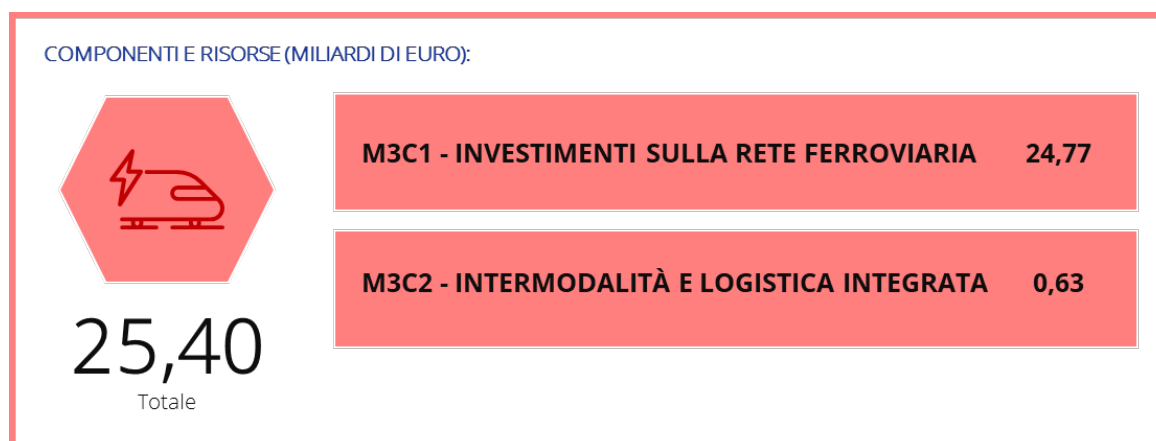 COMPONENTI E RISORSE (MILIARDI DI EURO):
M3C1 - INVESTIMENTI SULLA RETE FERROVIARIA 24,77
M3C2 - INTERMODALITÀ E LOGISTICA INTEGRATA 0,63
25,40
Totale